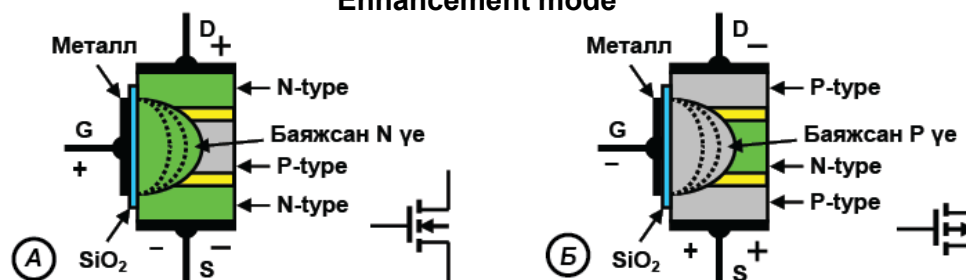 Enhancement mode
D
+
Металл
N-type
G
Баяжсан N үе
+
P-type
N-type
А
SiO₂
–
–
S
D
–
Металл
P-type
G
Баяжсан P үе
–
N-type
P-type
Б
SiO₂
+
+
S